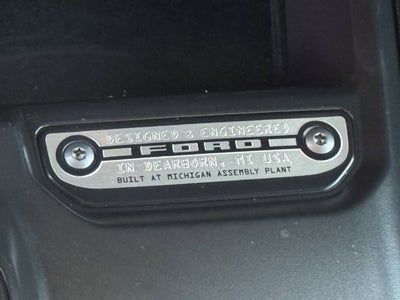 DESIGNED & ENGINEERED
FORD
IN DEARBORN, MI USA
BUILT AT MICHIGAN ASSEMBLY PLANT